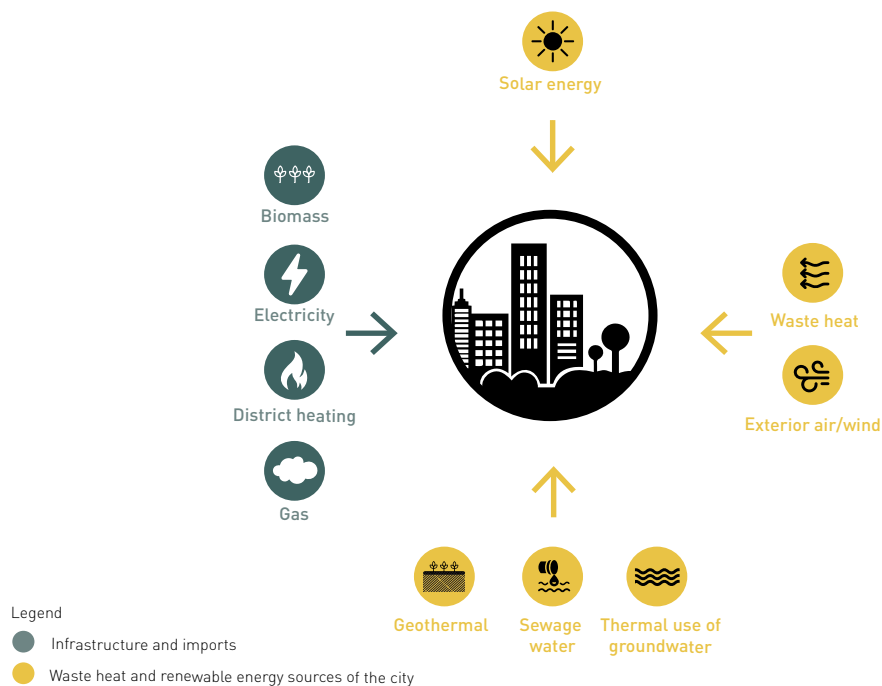 Solar energy
Biomass
Electricity
District heating
Gas
Waste heat
Exterior air/wind
Geothermal
Sewage
water
Thermal use of
groundwater
Legend
Infrastructure and imports
Waste heat and renewable energy sources of the city